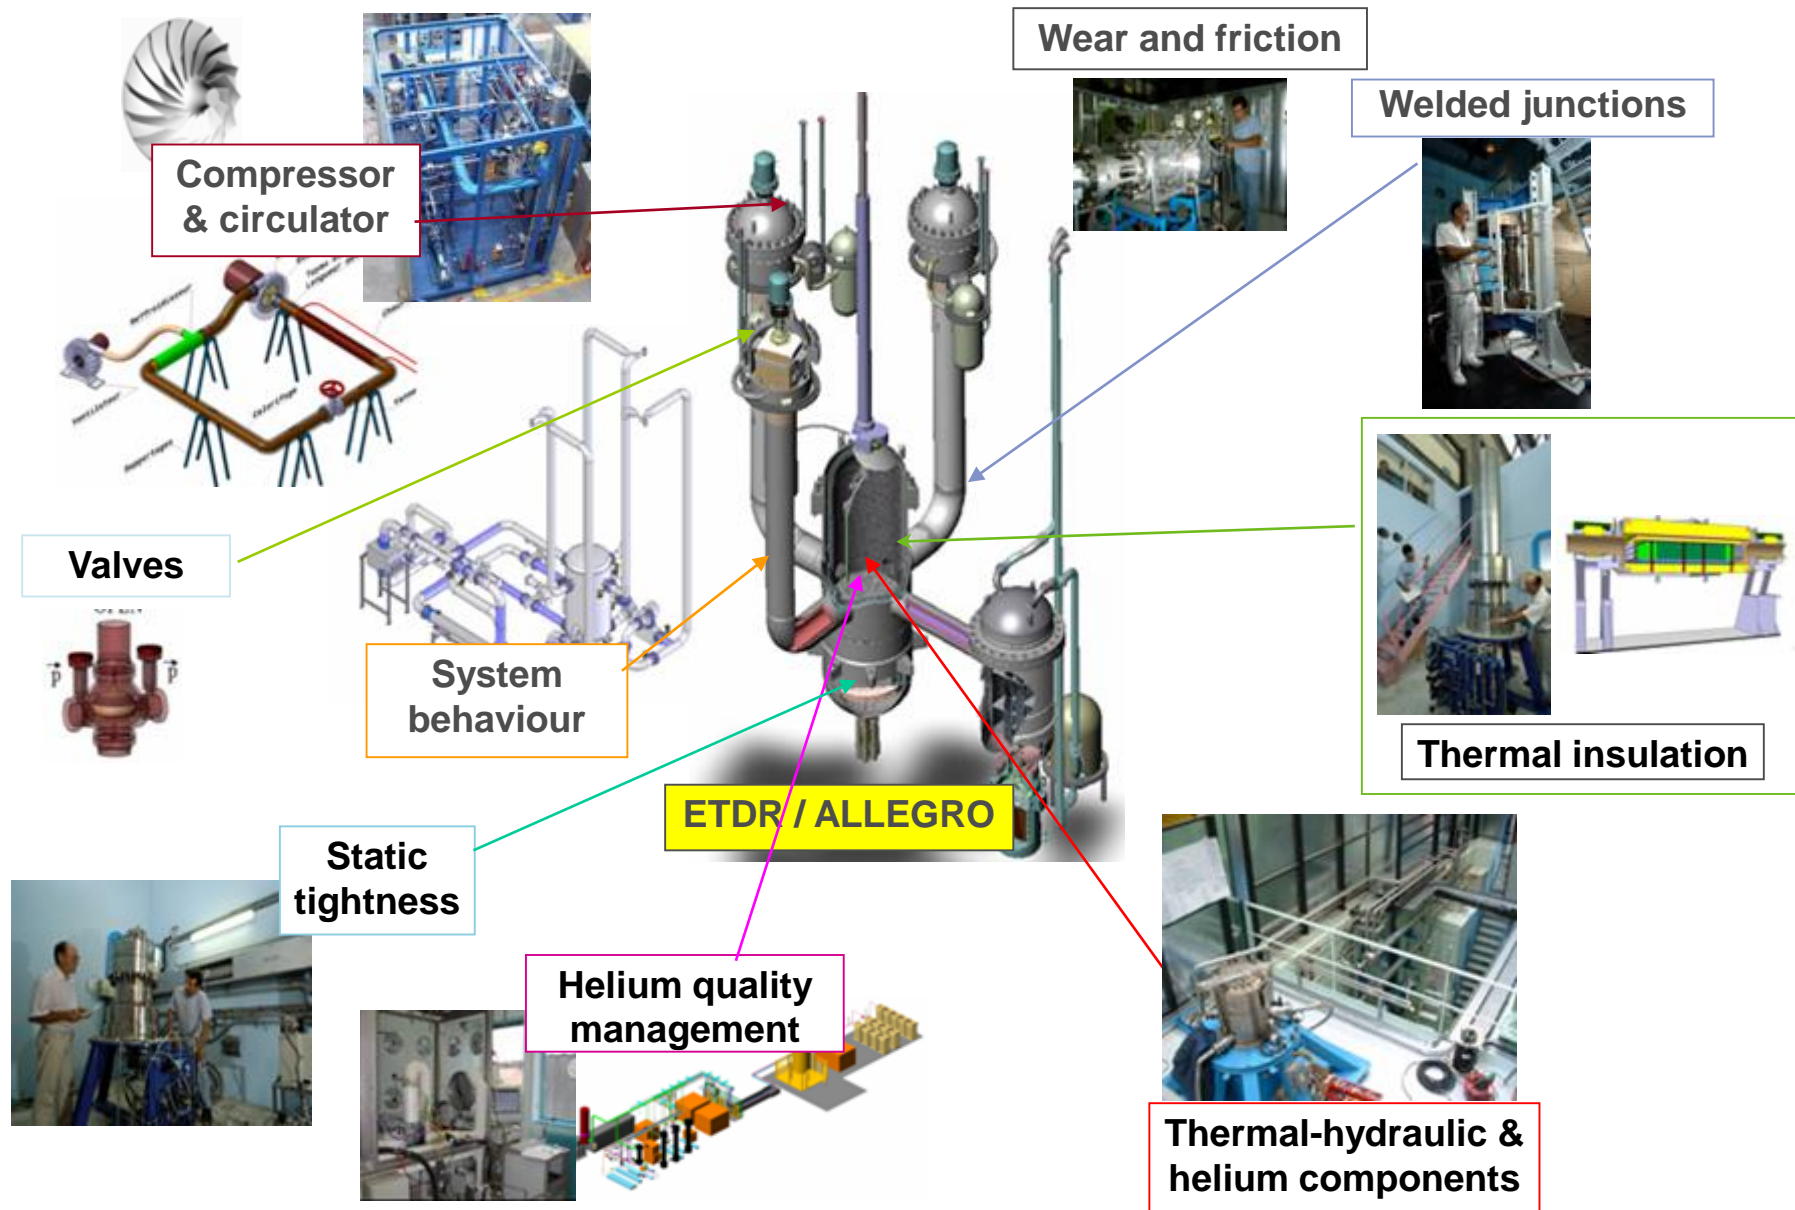 Wear and friction
Welded junctions
Compressor
& circulator
Valves
OPEN
p
p
System
behaviour
Thermal insulation
ETDR / ALLEGRO
Static
tightness
Helium quality
management
Thermal-hydraulic &
helium components